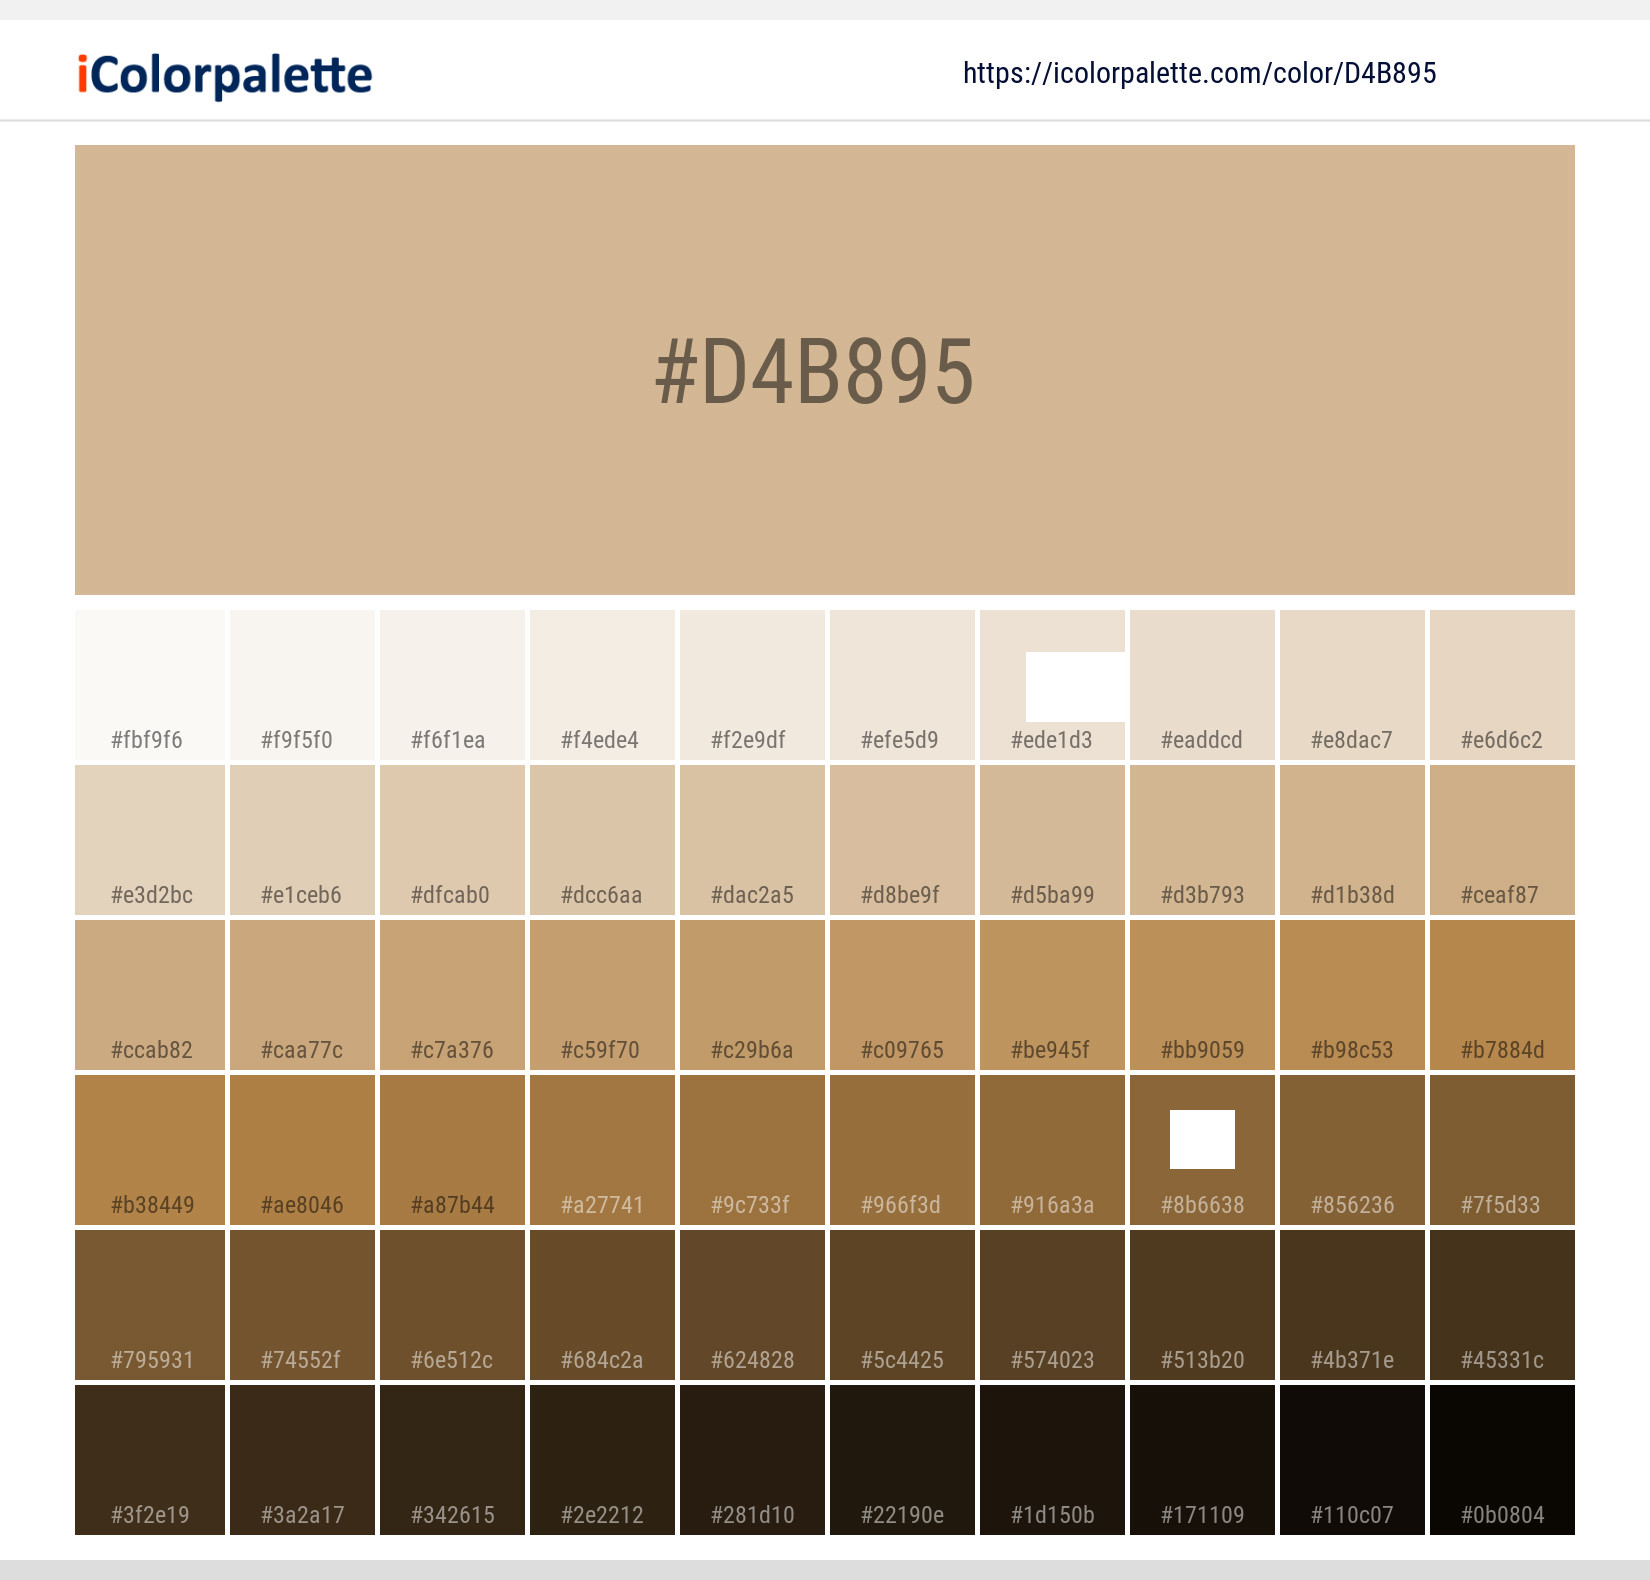 iColorpalette https://icolorpalette.com/color/D4B895
#D4B895
#fbf9f6 #f9f5f0 #f6f1ea #f4ede4 #f2e9df #efe5d9 #ede1d3 #eaddcd #e8dac7 #e6d6c2
#e3d2bc #e1ceb6 #dfcab0 #dcc6aa #dac2a5 #d8be9f #d5ba99 #d3b793 #d1b38d #ceaf87
#ccab82 #caa77c #c7a376 #c59f70 #c29b6a #c09765 #be945f #bb9059 #b98c53 #b7884d
#b38449 #ae8046 #a87b44 #a27741 #9c733f #966f3d #916a3a #8b6638 #856236 #7f5d33
#795931 #74552f #6e512c #684c2a #624828 #5c4425 #574023 #513b20 #4b371e #45331c
#3f2e19 #3a2a17 #342615 #2e2212 #281d10 #22190e #1d150b #171109 #110c07 #0b0804